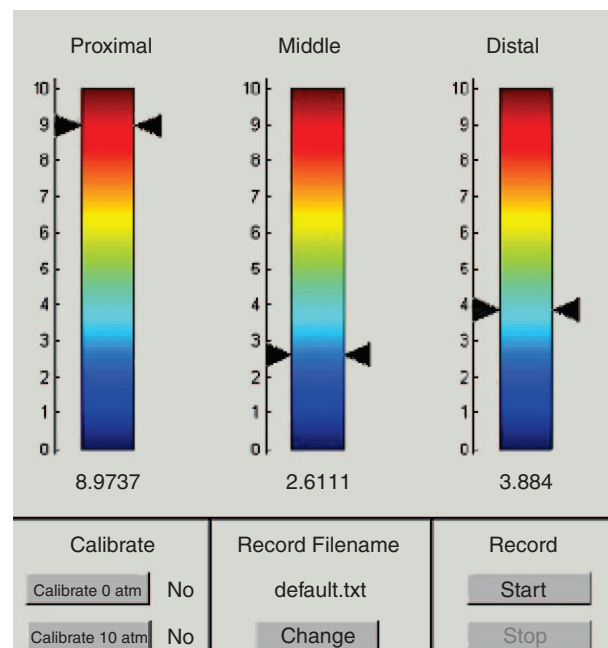 Proximal Middle Distal
10 10 10
9 9 9
8 8 8
7 7 7
6 6 6
5 5 5
4 4 4
3 3 3
2 2 2
1 1 1
0 0 0
8.9737 2.6111 3.884
Calibrate Record Filename Record
Calibrate 0 atm No default.txt Start
Calibrate 10 atm No Change Stop